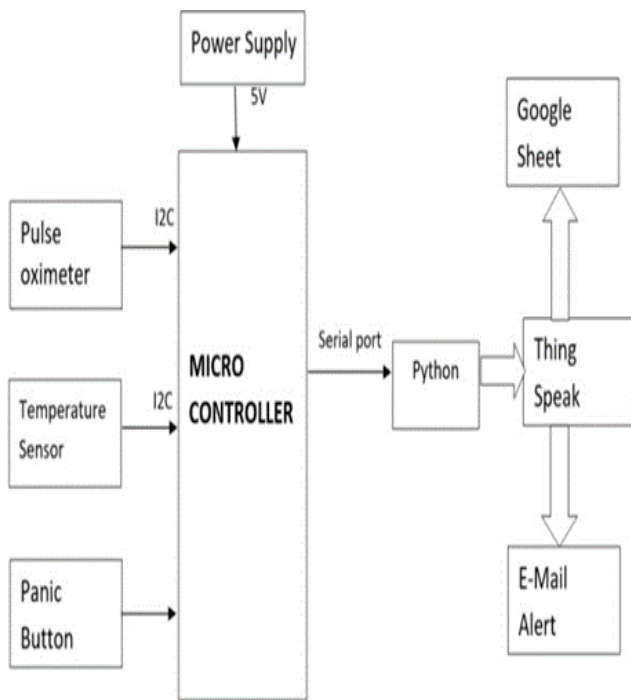 Power Supply
5V
Google
Sheet
Pulse
oximeter
I2C
Temperature
Sensor
I2C
Panic
Button
MICRO
CONTROLLER
Serial port
Python
Thing
Speak
E-Mail
Alert